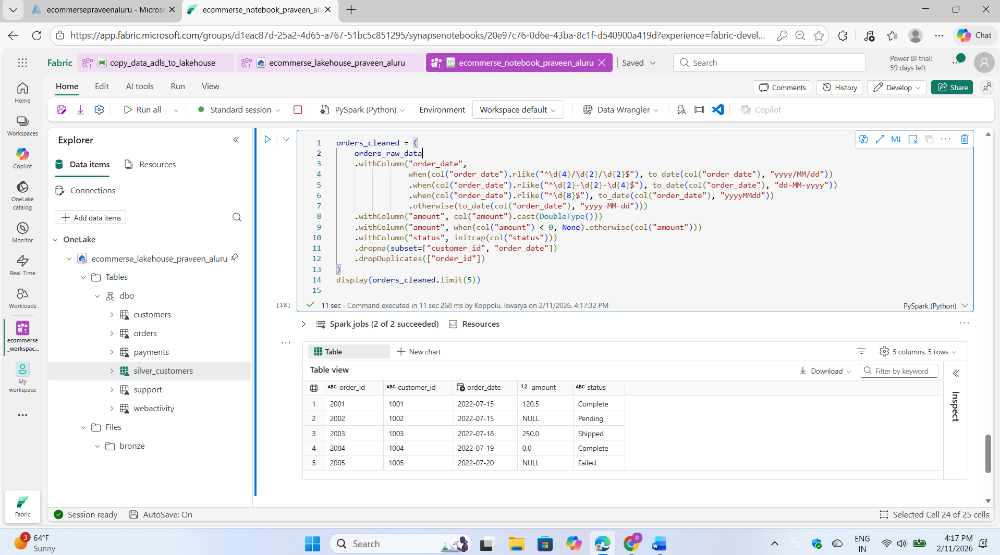 ecommersepraveenaluru - Microso
ecommerse_notebook_praveen_alu
https://app.fabric.microsoft.com/groups/d1eac87d-25a2-4d65-a767-51bc5c851295/synapsenotebooks/20e97c76-0d6e-43ba-8c1f-d540900a419d?experience=fabric-devel...
Chat
Fabric
copy_data_adls_to_lakehouse
ecommerse_lakehouse_praveen_aluru
ecommerse_notebook_praveen_aluru
Saved
Search
Power BI trial:
59 days left
Home Edit AI tools Run View
Comments History Develop Share
Run all Standard session PySpark (Python) Environment Workspace default Data Wrangler Copilot
Home
Workspaces
Copilot
OneLake
catalog
Monitor
Real-Time
Workloads
ecommerse
_workspac...
My
workspace
Fabric
Explorer
Data items
Resources
Connections
Add data items
OneLake
ecommerse_lakehouse_praveen_aluru
Tables
dbo
customers
orders
payments
silver_customers
support
webactivity
Files
bronze
1 orders_cleaned = (
2 orders_raw_data
3 .withColumn("order_date",
4 when(col("order_date").rlike("^\d{4}/\d{2}/\d{2}$"), to_date(col("order_date"), "yyyy/MM/dd"))
5 .when(col("order_date").rlike("^\d{2}-\d{2}-\d{4}$"), to_date(col("order_date"), "dd-MM-yyyy"))
6 .when(col("order_date").rlike("^\d{8}$"), to_date(col("order_date"), "yyyyMMdd"))
7 .otherwise(to_date(col("order_date"), "yyyy-MM-dd")))
8 .withColumn("amount", col("amount").cast(DoubleType()))
9 .withColumn("amount", when(col("amount") < 0, None).otherwise(col("amount")))
10 .withColumn("status", initcap(col("status")))
11 .dropna(subset=["customer_id", "order_date"])
12 .dropDuplicates(["order_id"])
13 )
14 display(orders_cleaned.limit(5))
15
M↓
[18]
11 sec - Command executed in 11 sec 268 ms by Koppolu, Iswarya on 2/11/2026, 4:17:32 PM
PySpark (Python)
Spark jobs (2 of 2 succeeded) Resources
Table
New chart
5 columns, 5 rows
Table view
Download
Filter by keyword
ABC order_id ABC customer_id order_date 1.2 amount ABC status
1 2001 1001 2022-07-15 120.5 Complete
2 2002 1002 2022-07-15 NULL Pending
3 2003 1003 2022-07-18 250.0 Shipped
4 2004 1004 2022-07-19 0.0 Complete
5 2005 1005 2022-07-20 NULL Failed
Inspect
Session ready
AutoSave: On
Selected Cell 24 of 25 cells
3
64°F
Sunny
Search
P
W
ENG
IN
4:17 PM
2/11/2026